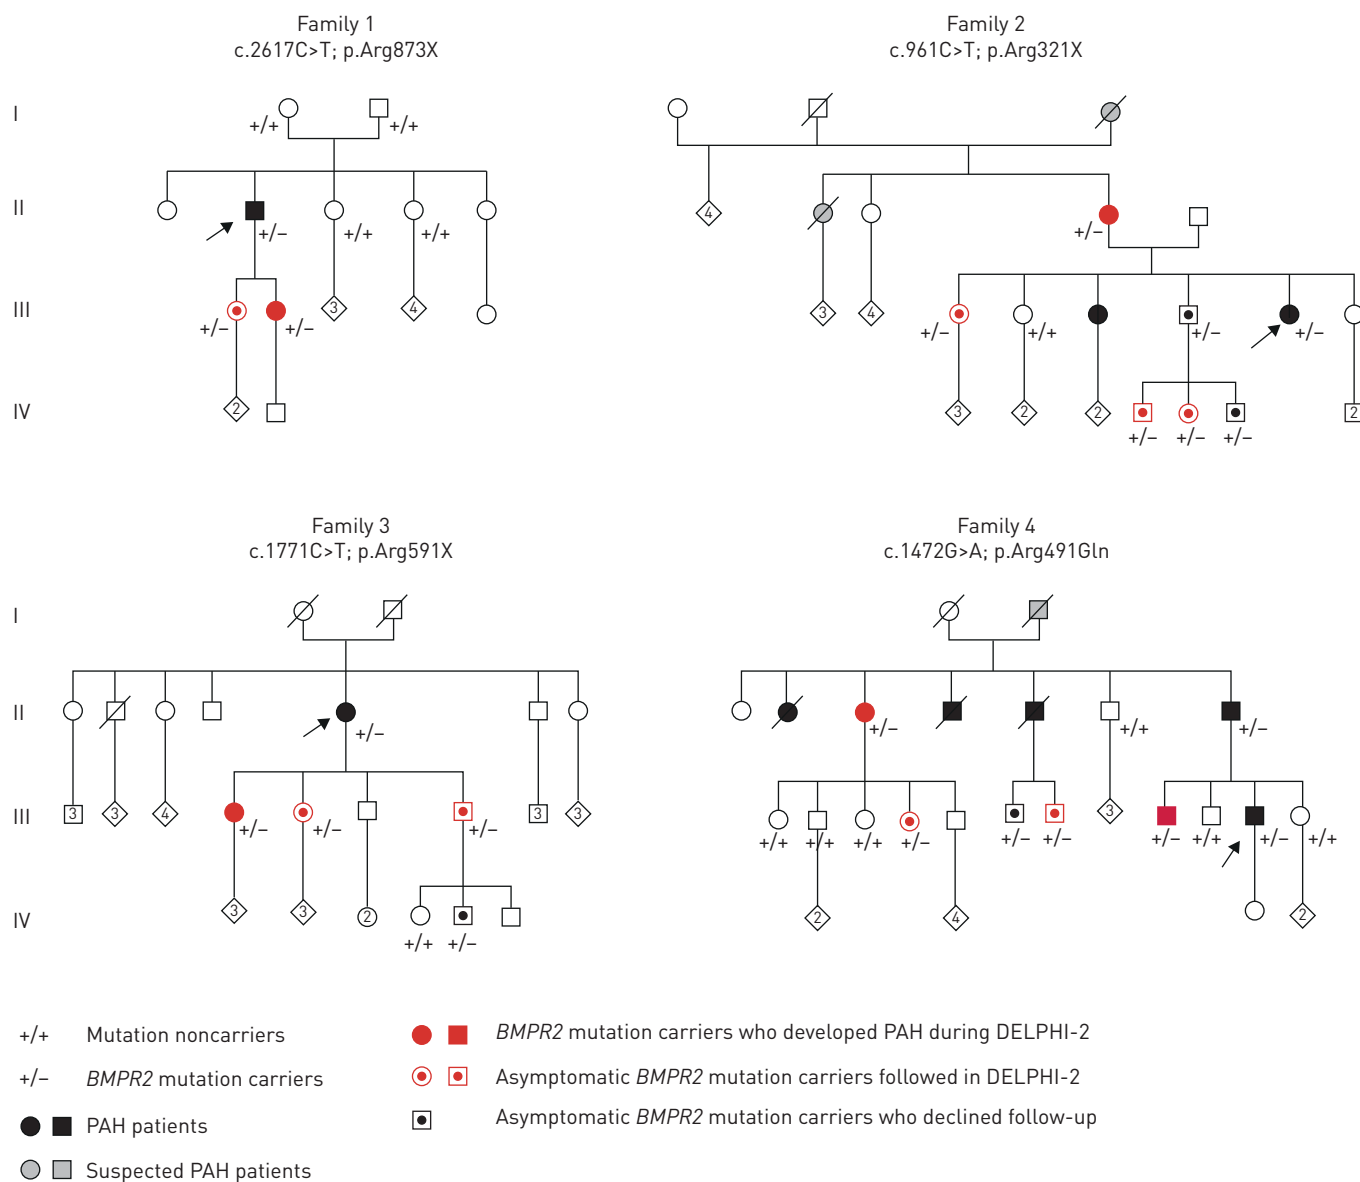 Family 1
c.2617C>T; p.Arg873X
Family 2
c.961C>T; p.Arg321X
I
+/+ +/+
II
+/– +/+ +/+
4
+/–
III
+/– +/– 3 4
3 4 +/– +/+ +/– +/–
IV
2
3 2 2 2
+/– +/– +/–
Family 3
c.1771C>T; p.Arg591X
Family 4
c.1472G>A; p.Arg491Gln
I
II
+/–
+/– +/+ +/–
III
3 3 4 +/– +/– +/– 3 3
+/+ +/+ +/+ +/– +/– +/– 3 +/– +/+ +/– +/+
IV
3 3 2
+/+ +/–
2 4 2
+/+ Mutation noncarriers
+/– BMPR2 mutation carriers
PAH patients
Suspected PAH patients
BMPR2 mutation carriers who developed PAH during DELPHI-2
Asymptomatic BMPR2 mutation carriers followed in DELPHI-2
Asymptomatic BMPR2 mutation carriers who declined follow-up